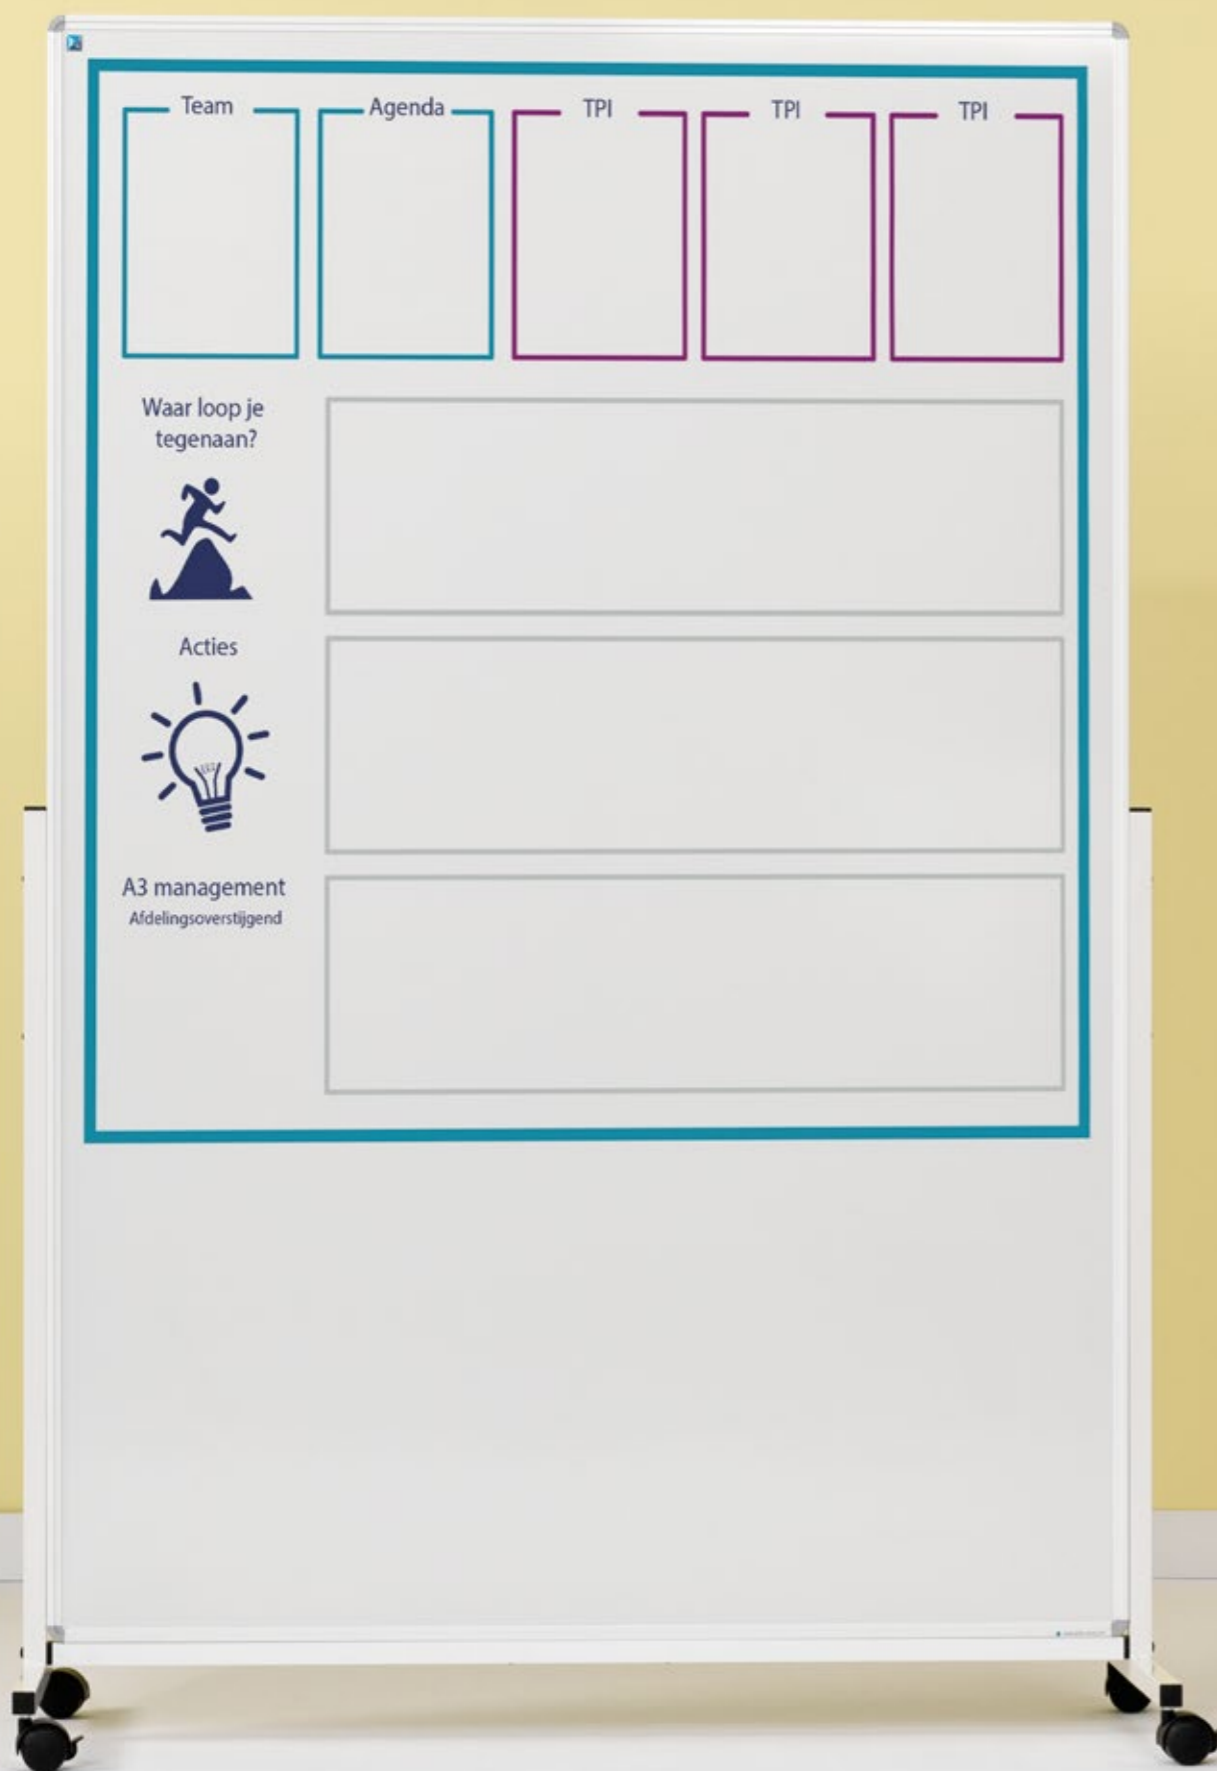 Team
Agenda
TPI
TPI
TPI
Waar loop je
tegenaan?
Acties
A3 management
Afdelingsoverstijgend